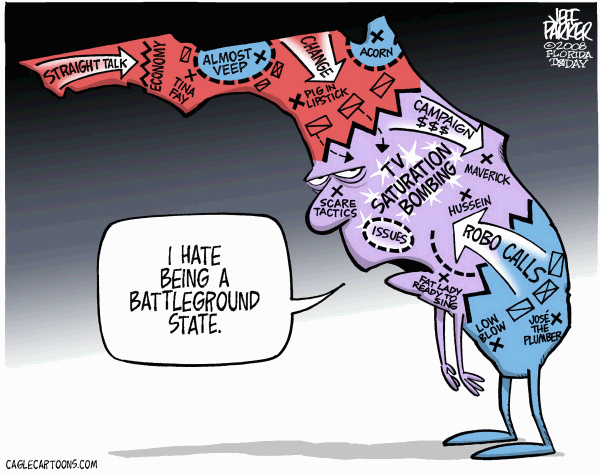 JEFF
PARKER
©2008
FLORIDA
TODAY
STRAIGHT TALK
ECONOMY
TINA
FAY
ALMOST
VEEP
CHANGE
PIG IN
LIPSTICK
ACORN
CAMPAIGN
$$$
TV
SATURATION
BOMBING
MAVERICK
SCARE
TACTICS
HUSSEIN
ISSUES
ROBO CALLS
FAT LADY
READY TO
SING
LOW
BLOW
JOSÉ
THE
PLUMBER
I HATE
BEING A
BATTLEGROUND
STATE.
CAGLECARTOONS.COM